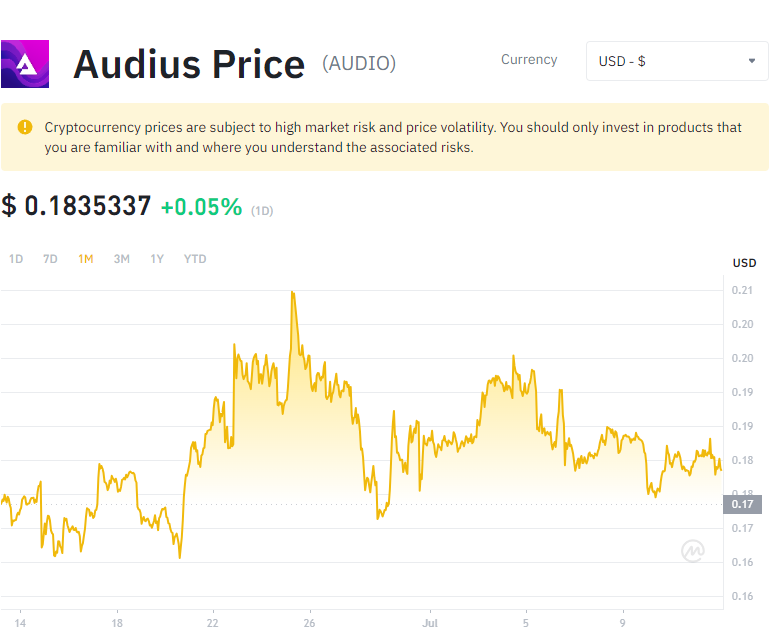 Audius Price (AUDIO)
Currency
USD - $
Cryptocurrency prices are subject to high market risk and price volatility. You should only invest in products that
you are familiar with and where you understand the associated risks.
$ 0.1835337 +0.05% (1D)
1D 7D 1M 3M 1Y YTD
USD
0.21
0.20
0.20
0.19
0.19
0.18
0.18
0.17
0.17
0.16
0.16
14 18 22 26 Jul 5 9